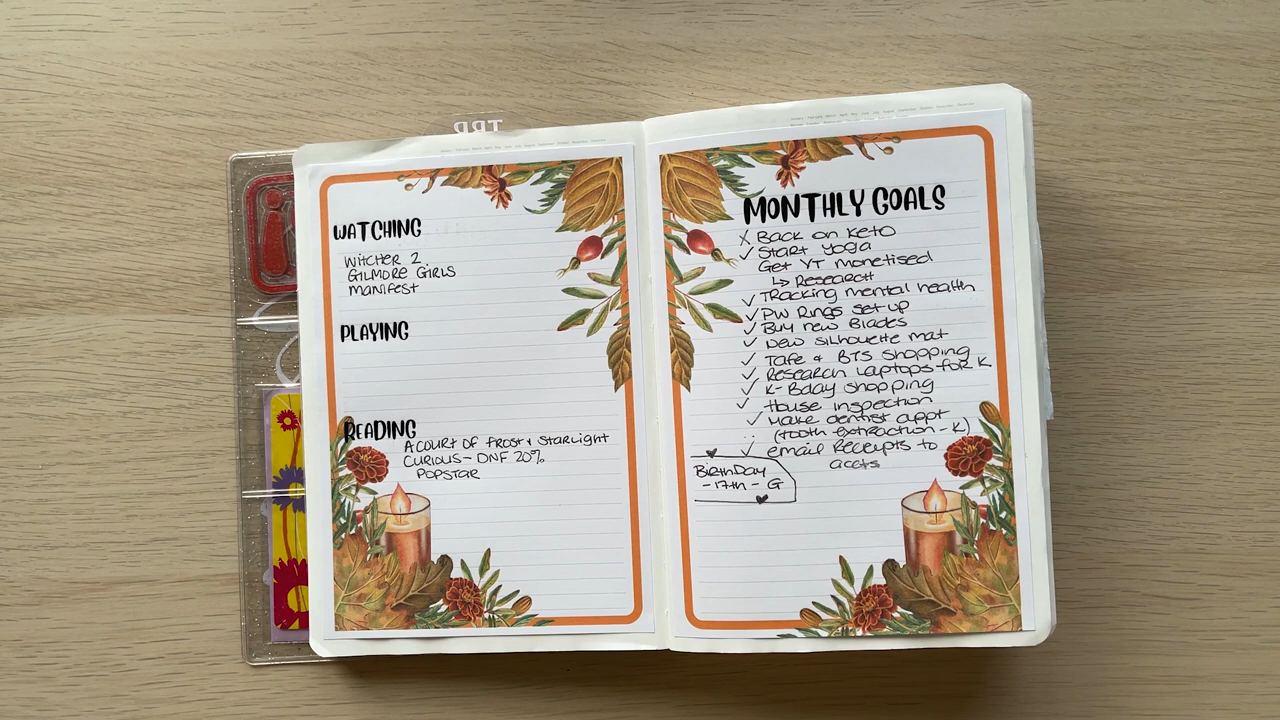 WATCHING
WITCHER 2
GILMORE GIRLS
MANIFEST
PLAYING
READING
A COURT OF FROST & STARLIGHT
CURIOUS - DNF 20%
POPSTAR
MONTHLY GOALS
X BACK ON KETO
✓ START YOGA
GET YT MONETISED
↳ RESEARCH
✓ TRACKING MENTAL HEALTH
✓ PW RINGS SET UP
✓ BUY NEW BLADES
✓ NEW SILHOUETTE MAT
✓ TAFE & BTS SHOPPING
✓ RESEARCH LAPTOPS FOR K
✓ K-BDAY SHOPPING
✓ HOUSE INSPECTION
✓ MAKE DENTIST APPT
(TOOTH EXTRACTION - K)
✓ EMAIL RECEIPTS TO
ACCTS
BIRTHDAY
- 17TH - G